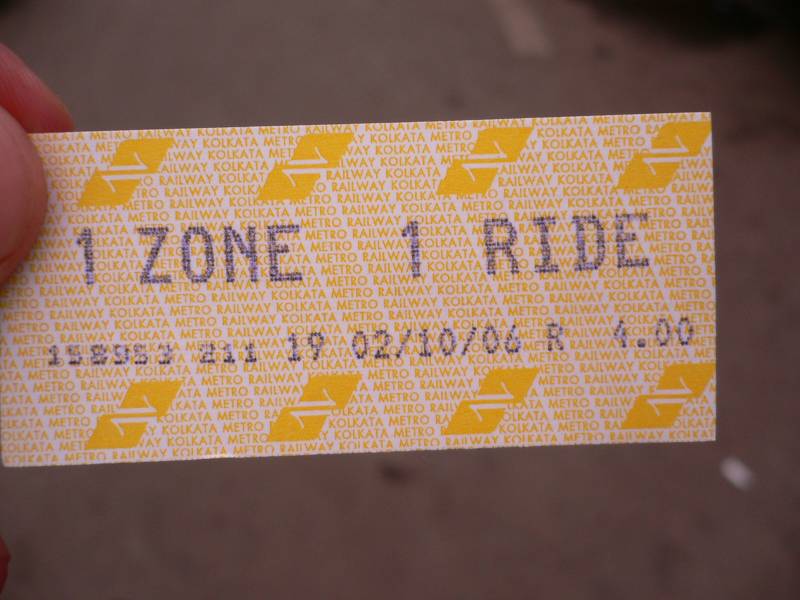 KOLKATA METRO RAILWAY
1 ZONE 1 RIDE
211 19 02/10/06 R 4.00